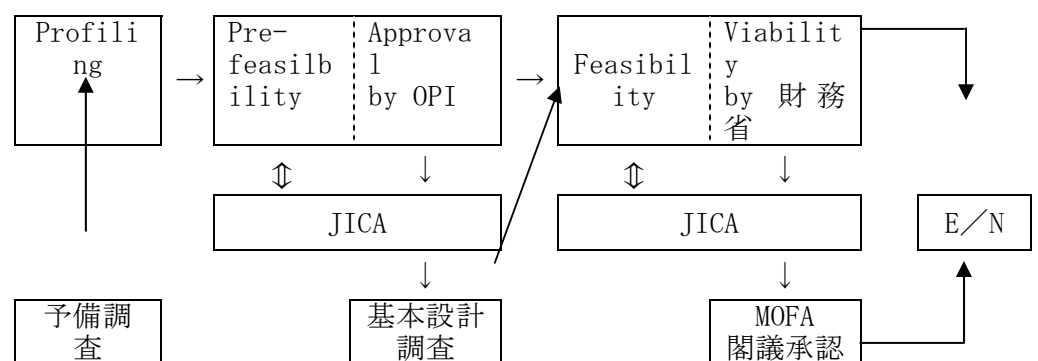 Profili
ng
→
Pre-
feasilb
ility
Approva
l
by OPI
→
Feasibil
ity
Viabilit
y
by 財務
省
⇕
↓
⇕
↓
JICA
JICA
E／N
↓
↓
予備調
査
基本設計
調査
MOFA
閣議承認